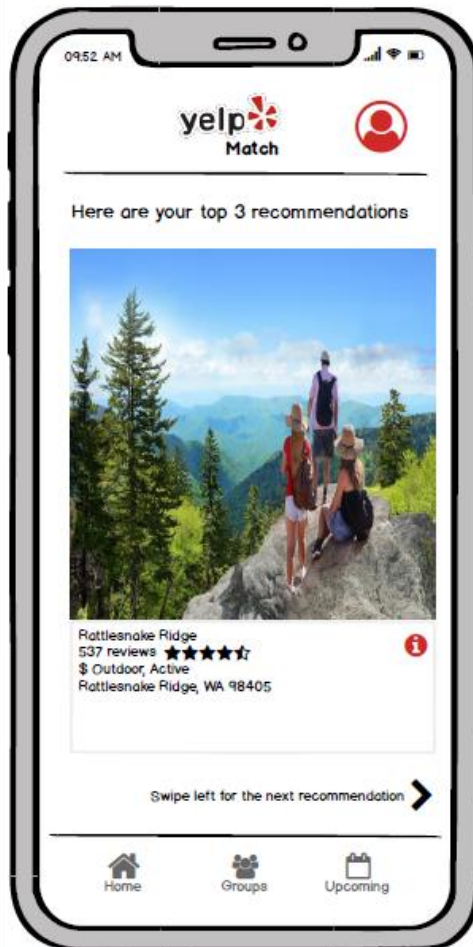 09:52 AM
yelp
Match
Here are your top 3 recommendations
Rattlesnake Ridge
537 reviews
$ Outdoor, Active
Rattlesnake Ridge, WA 98405
Swipe left for the next recommendation
Home
Groups
Upcoming